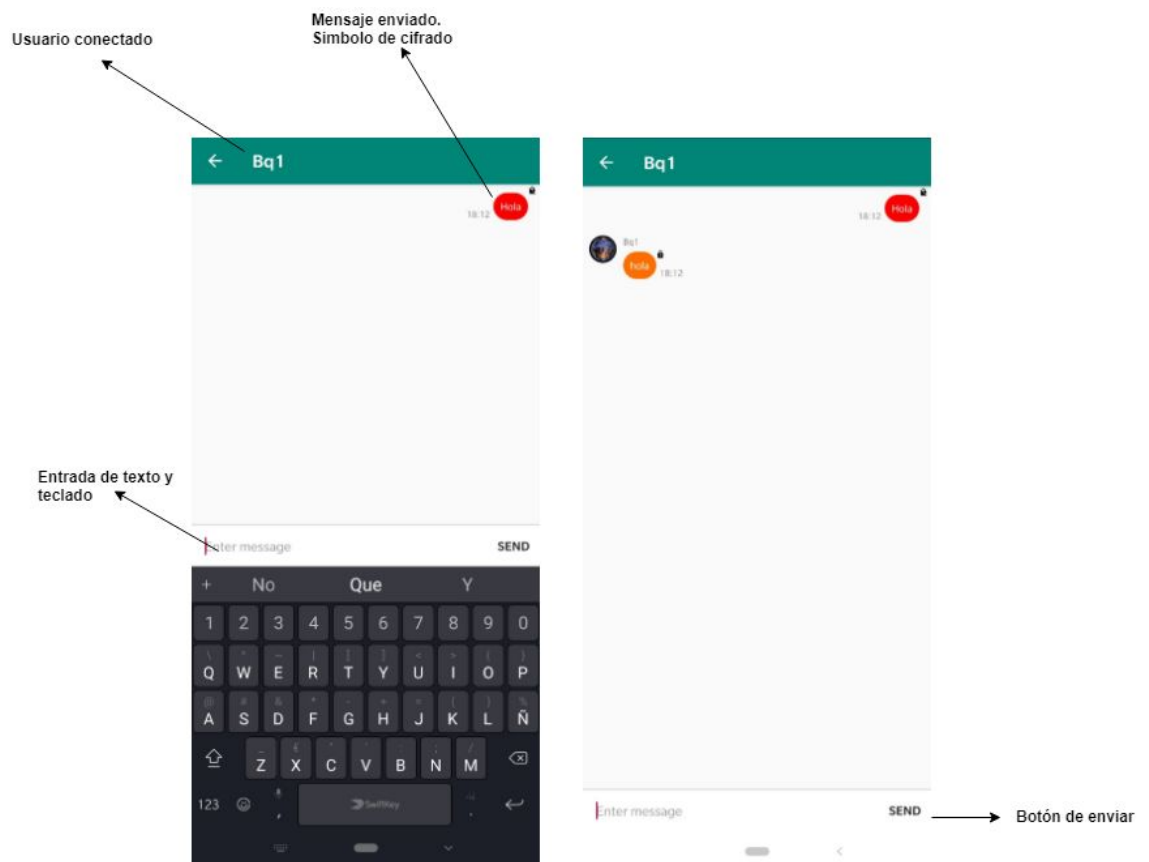 Mensaje enviado.
Simbolo de cifrado
Usuario conectado
Bq1
Hola
18:12
Bq1
Hola
18:12
Bq1
hola
18:12
Entrada de texto y
teclado
Enter message
SEND
+ No Que Y
1 2 3 4 5 6 7 8 9 0
Q W E R T Y U I O P
A S D F G H J K L Ñ
Z X C V B N M
123 SwiftKey
Enter message
SEND
Botón de enviar